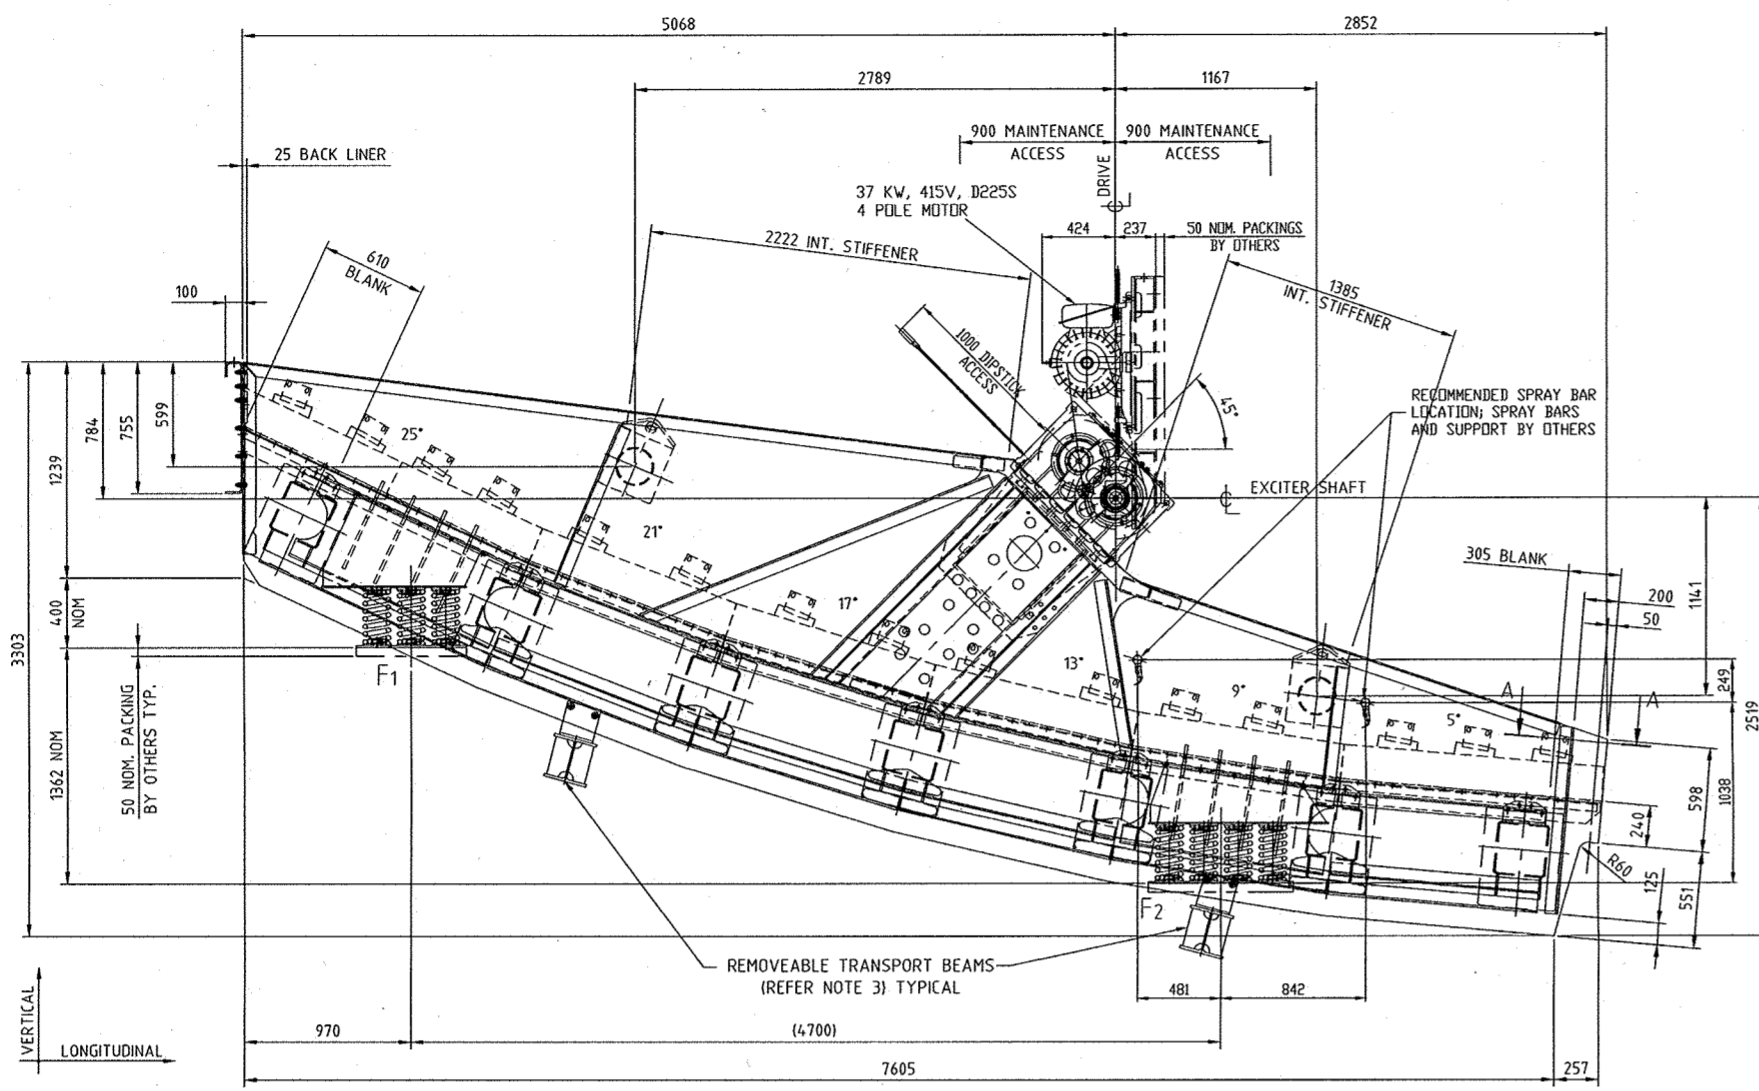 5068
2852
2789
1167
900 MAINTENANCE
ACCESS
900 MAINTENANCE
ACCESS
25 BACK LINER
DRIVE
37 KW, 415V, D225S
4 POLE MOTOR
424
237
50 NOM. PACKINGS
BY OTHERS
2222 INT. STIFFENER
610
BLANK
1385
INT. STIFFENER
100
1000 DIPSTICK
ACCESS
45°
RECOMMENDED SPRAY BAR
LOCATION; SPRAY BARS
AND SUPPORT BY OTHERS
1239
784
755
599
25°
21°
17°
13°
9°
5°
EXCITER SHAFT
305 BLANK
200
50
1141
249
2519
A
A
3303
400
NOM
F1
50 NOM. PACKING
BY OTHERS TYP.
1362 NOM
598
1038
240
R60
125
551
F2
REMOVEABLE TRANSPORT BEAMS
(REFER NOTE 3) TYPICAL
481
842
970
(4700)
VERTICAL
LONGITUDINAL
7605
257